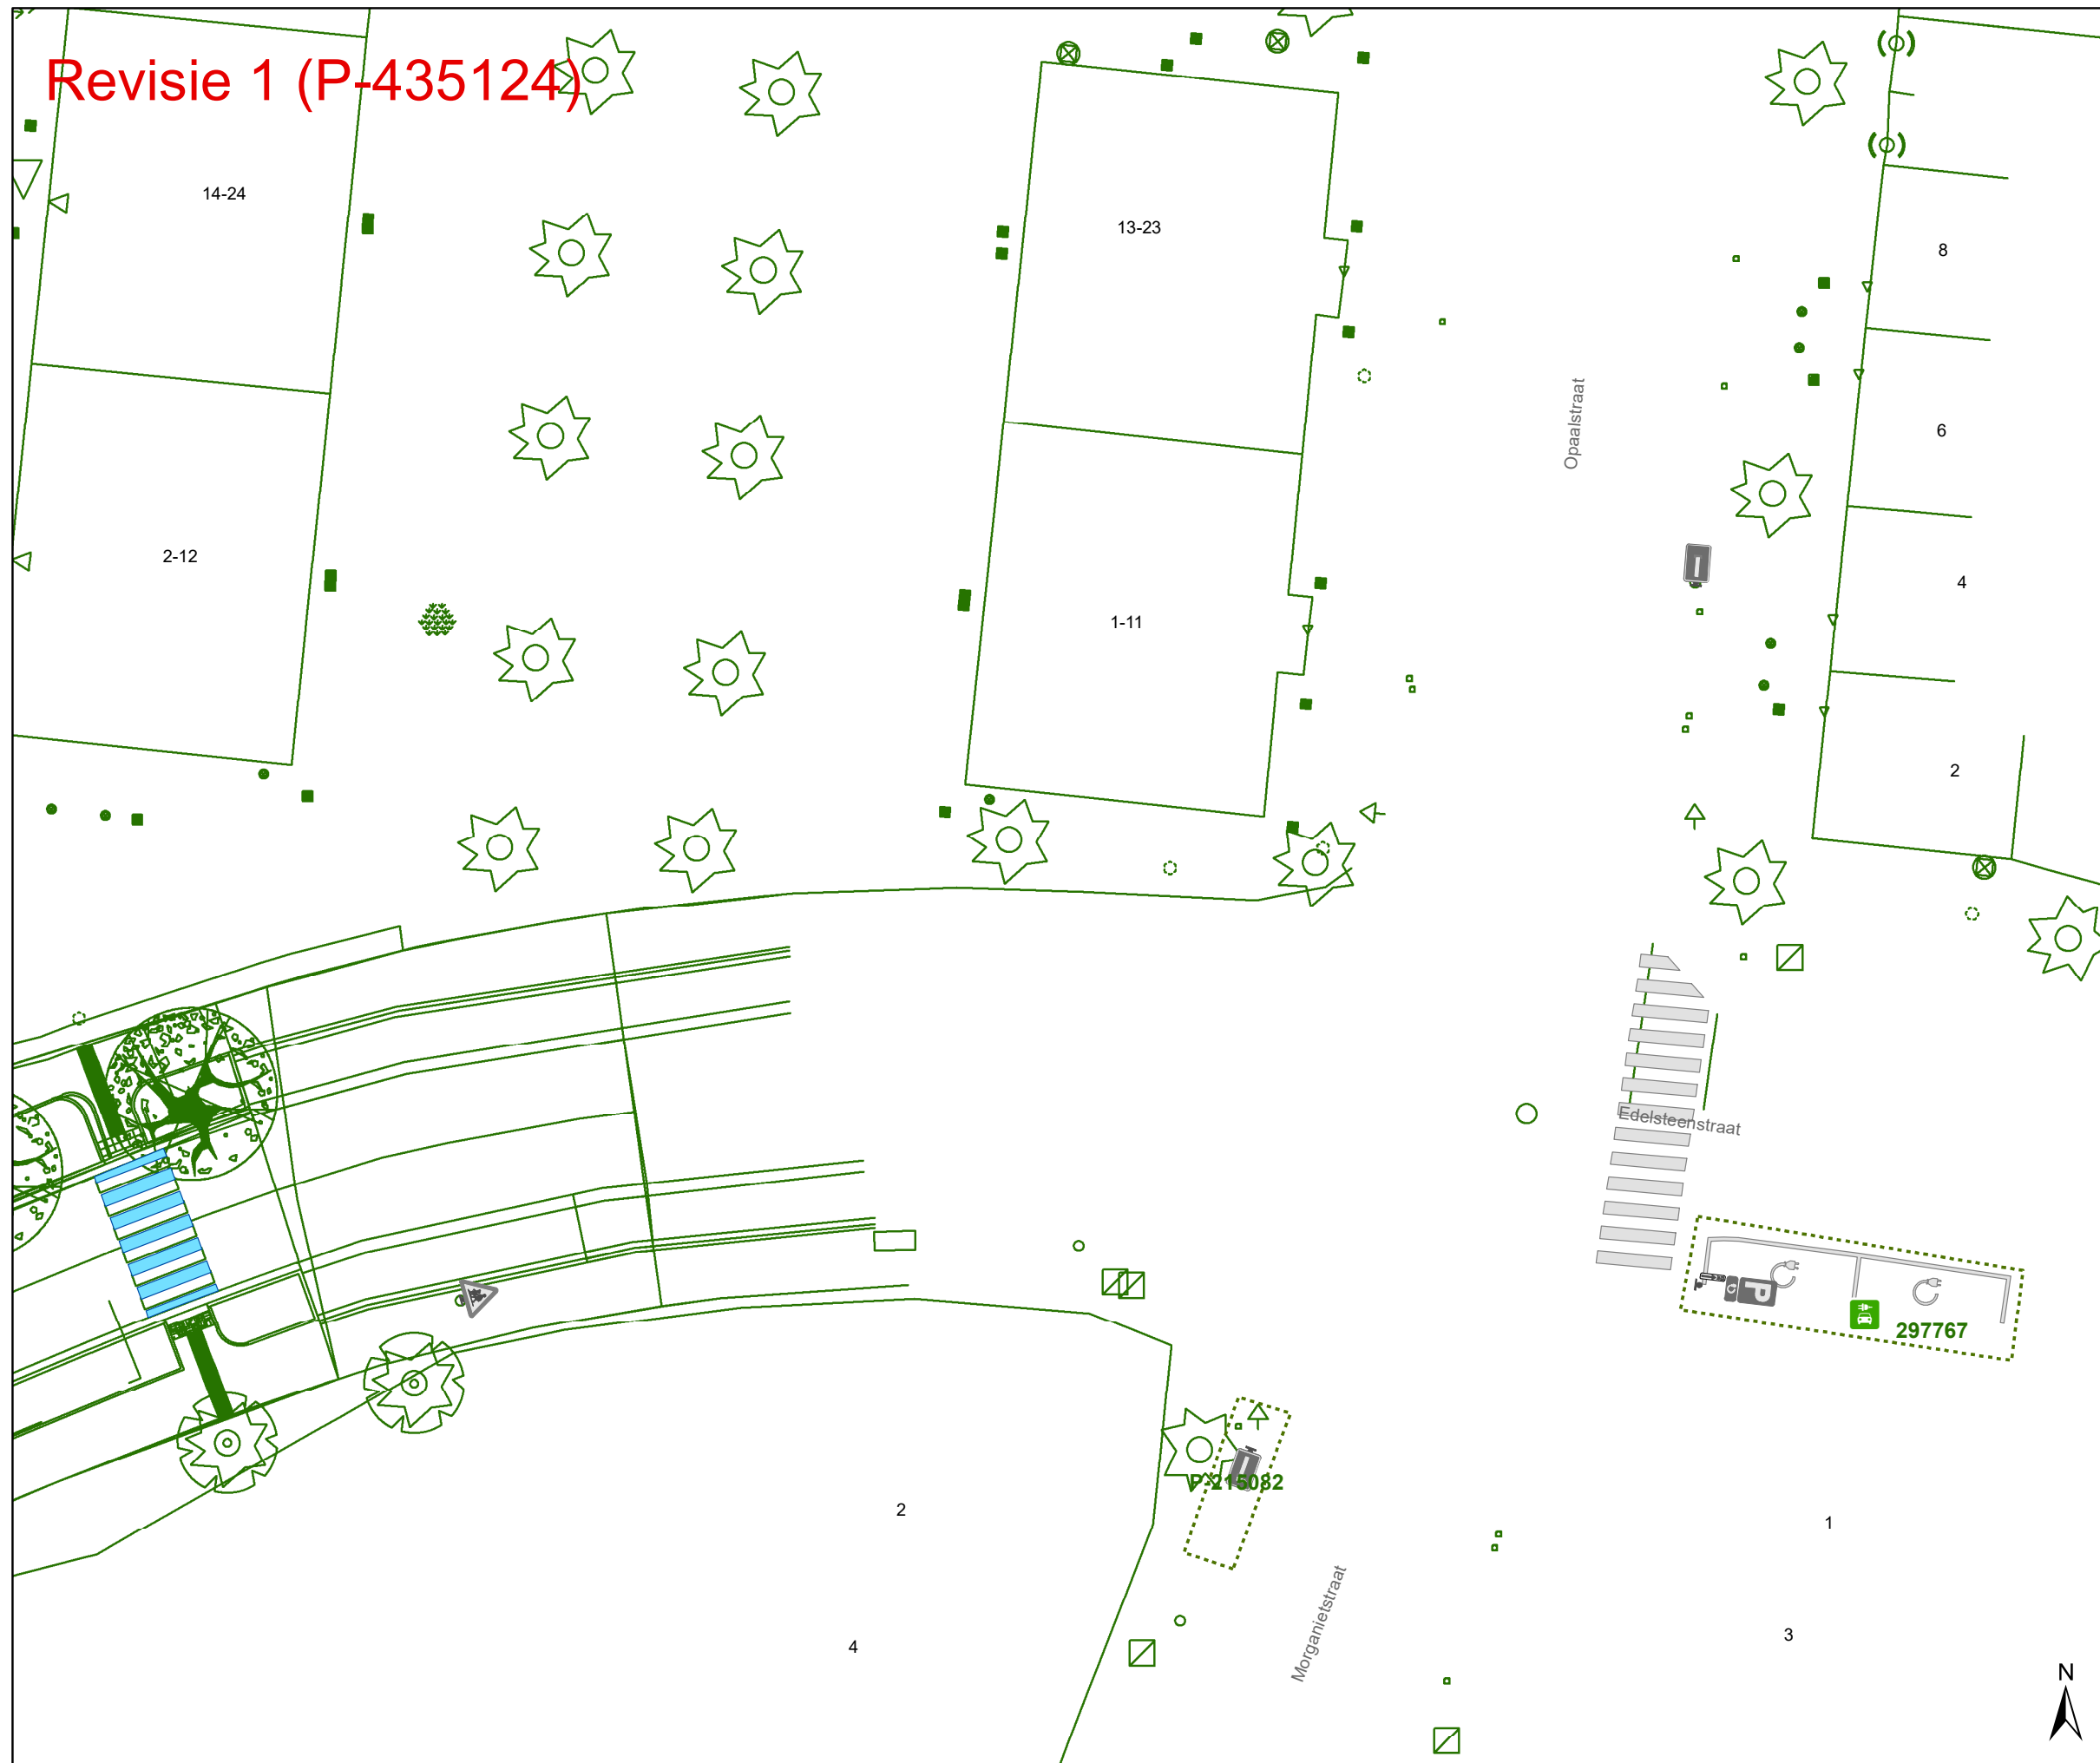 Revisie 1 (P-435124)
14-24
13-23
8
Opaalstraat
6
2-12
4
1-11
2
Edelsteenstraat
P
297767
P-215082
2
1
Morganietstraat
3
4
N